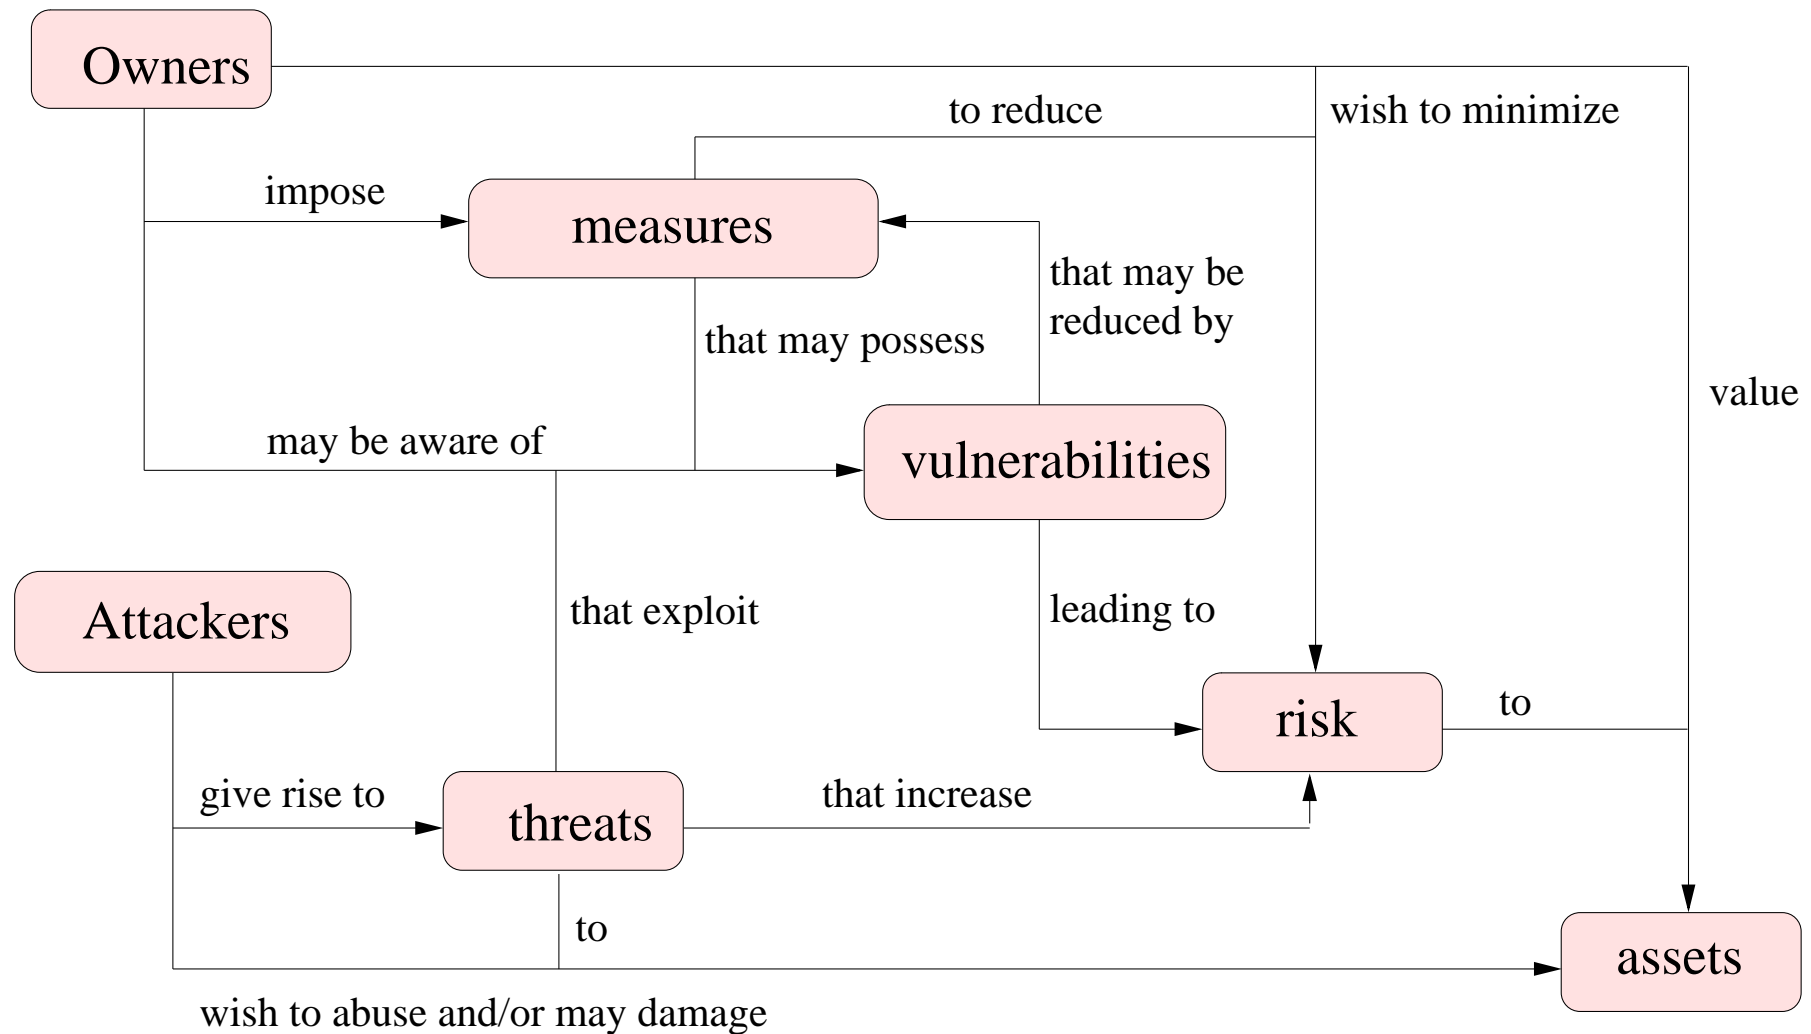 Owners
to reduce
wish to minimize
impose
measures
that may be
reduced by
that may possess
value
may be aware of
vulnerabilities
Attackers
that exploit
leading to
risk
to
give rise to
threats
that increase
to
assets
wish to abuse and/or may damage